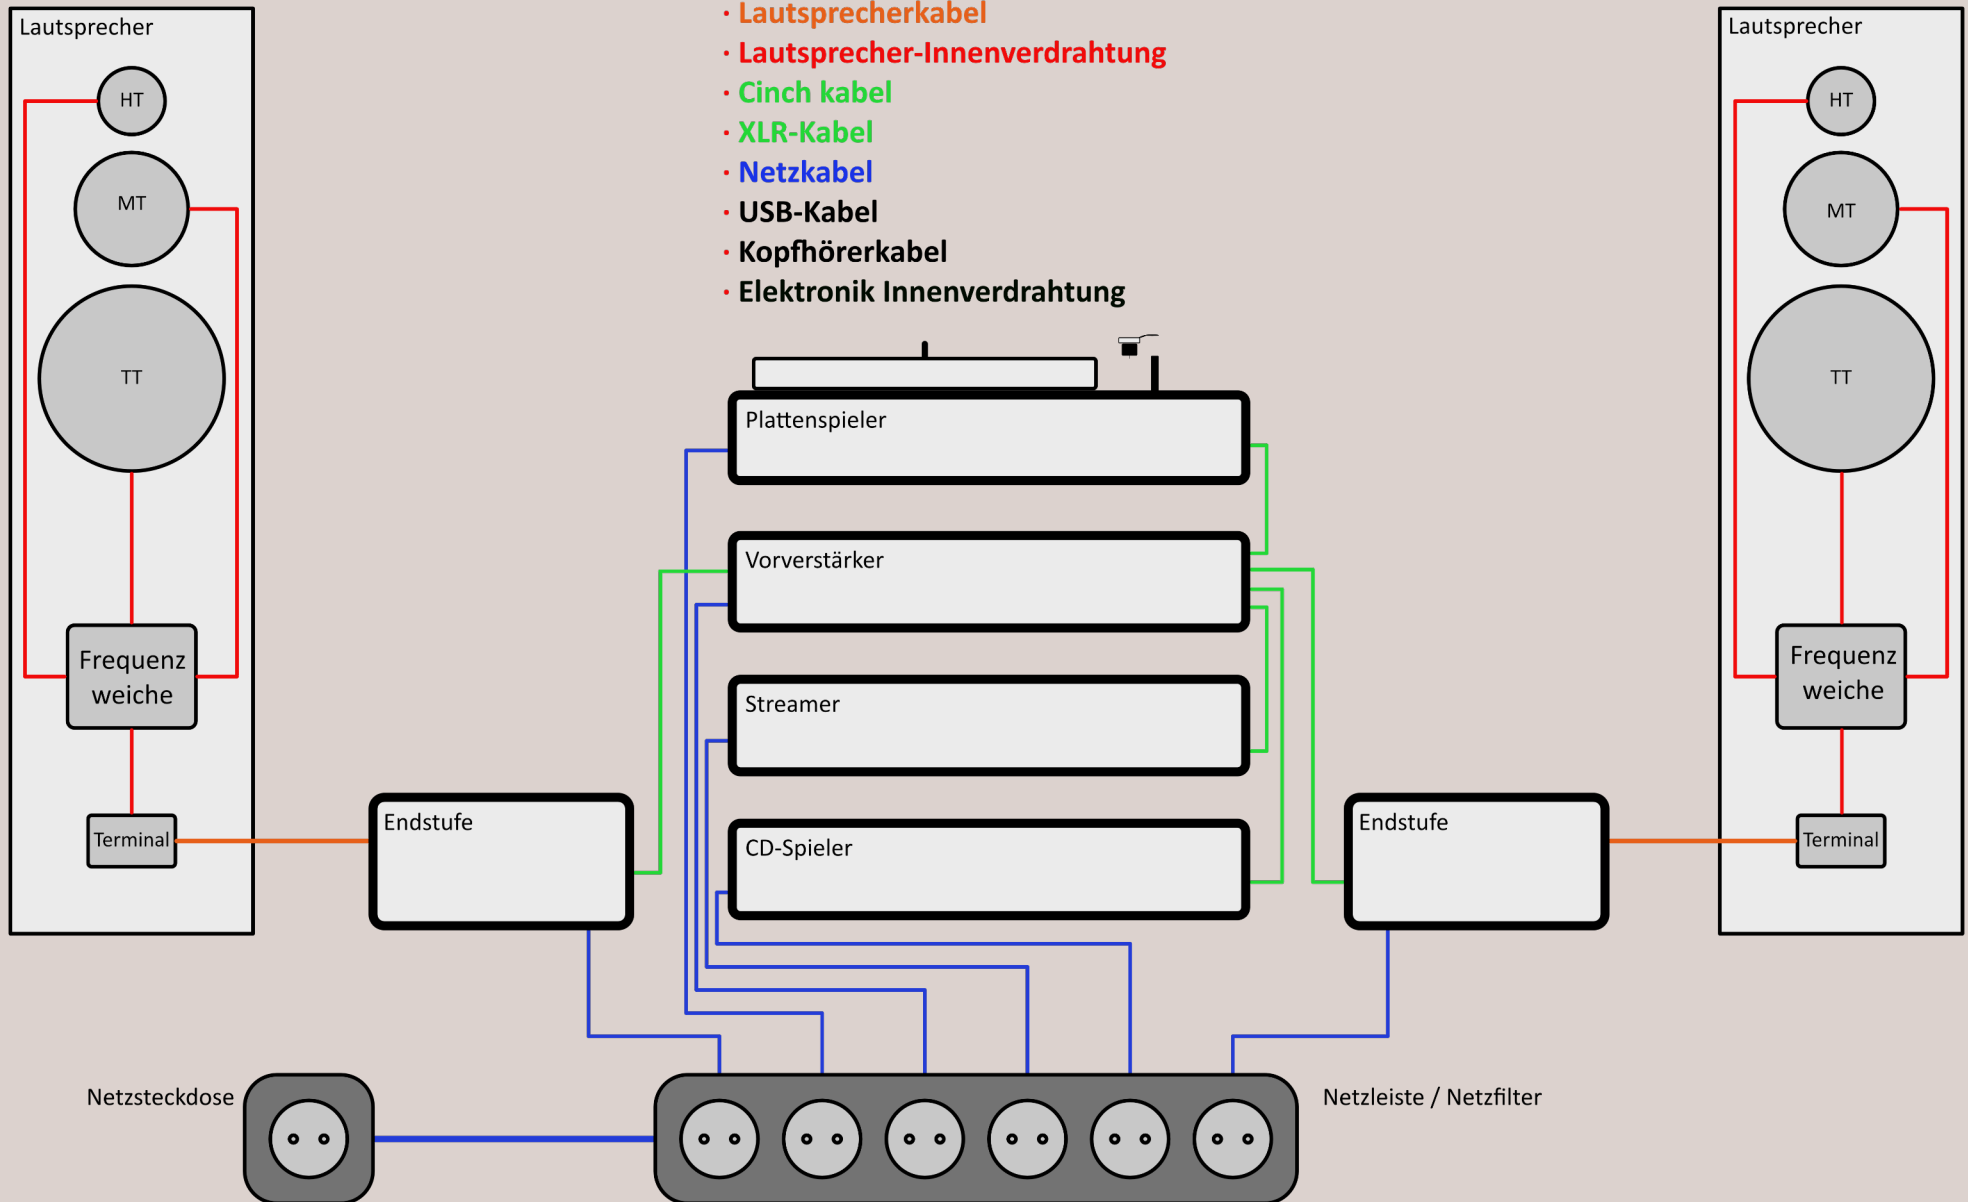 Lautsprecher
HT
MT
TT
Frequenz
weiche
Terminal
· Lautsprecherkabel
· Lautsprecher-Innenverdrahtung
· Cinch kabel
· XLR-Kabel
· Netzkabel
· USB-Kabel
· Kopfhörerkabel
· Elektronik Innenverdrahtung
Plattenspieler
Vorverstärker
Streamer
CD-Spieler
Endstufe
Endstufe
Lautsprecher
HT
MT
TT
Frequenz
weiche
Terminal
Netzsteckdose
Netzleiste / Netzfilter